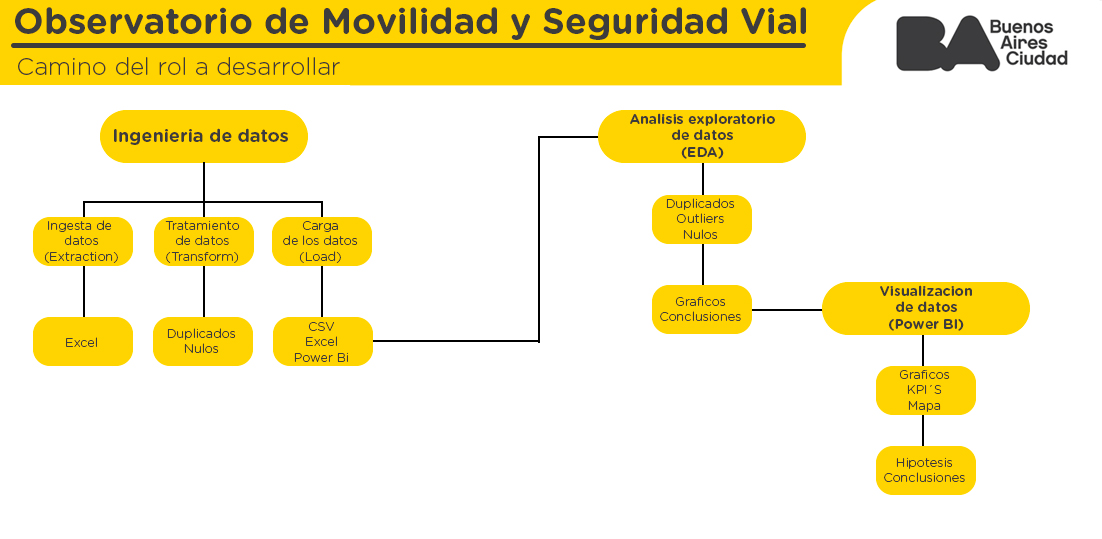 Observatorio de Movilidad y Seguridad Vial
Camino del rol a desarrollar
BA
Buenos
Aires
Ciudad
Ingenieria de datos
Ingesta de
datos
(Extraction)
Tratamiento
de datos
(Transform)
Carga
de los datos
(Load)
Excel
Duplicados
Nulos
CSV
Excel
Power Bi
Analisis exploratorio
de datos
(EDA)
Duplicados
Outliers
Nulos
Graficos
Conclusiones
Visualizacion
de datos
(Power BI)
Graficos
KPI´S
Mapa
Hipotesis
Conclusiones